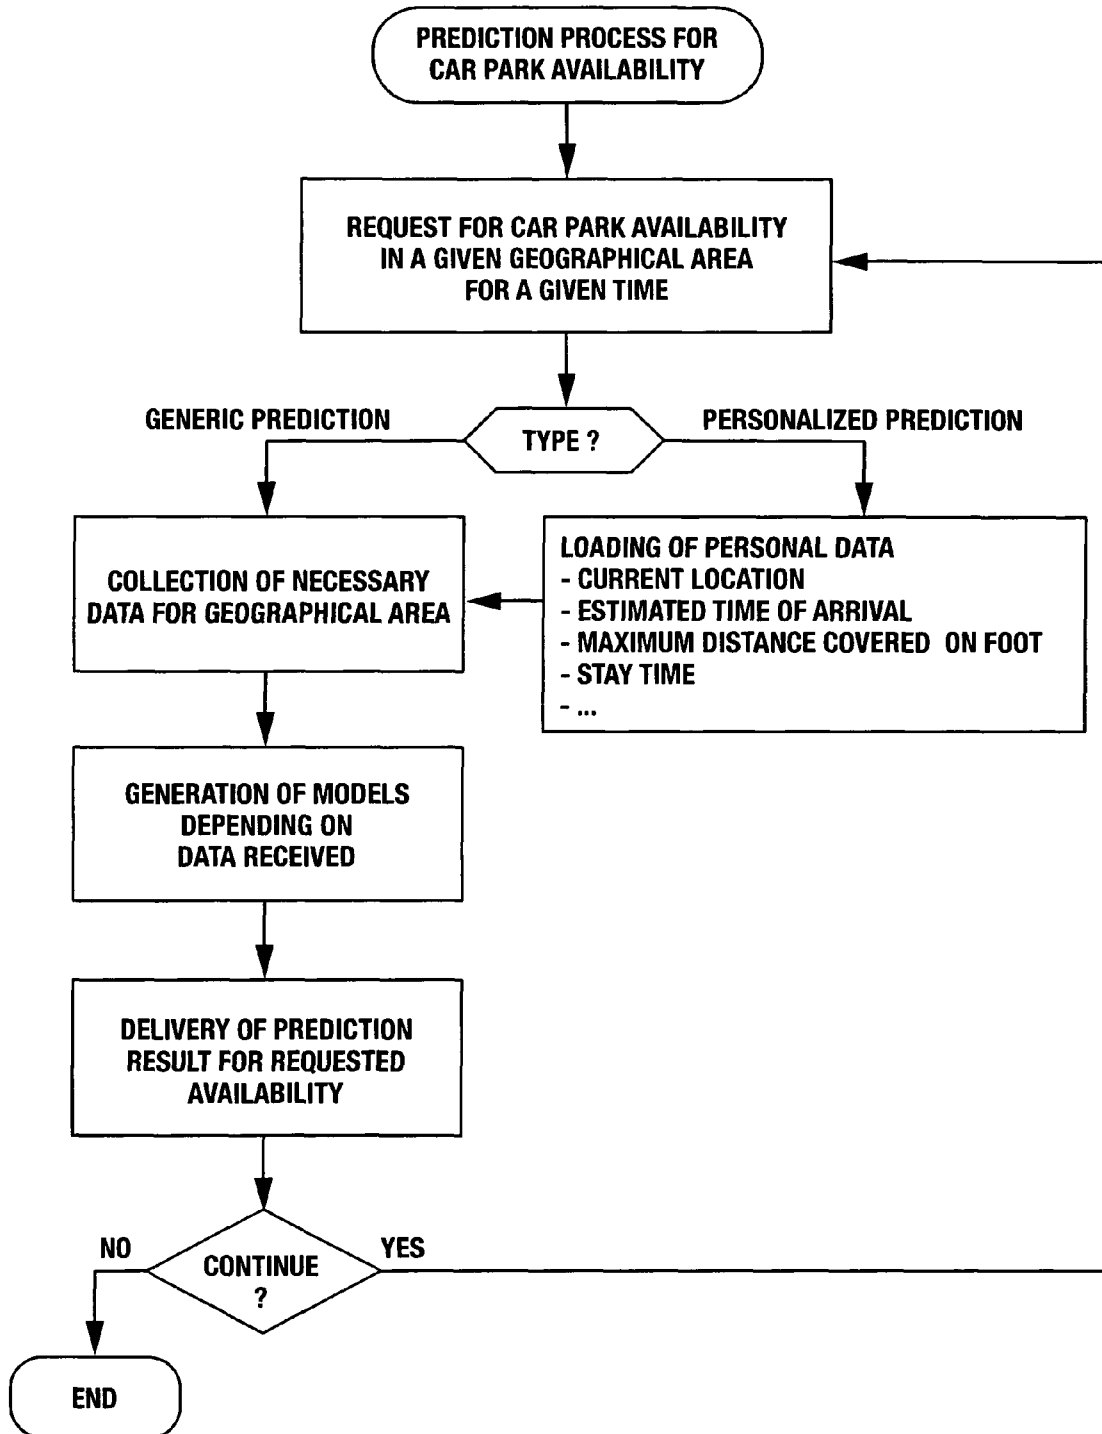 PREDICTION PROCESS FOR
CAR PARK AVAILABILITY
REQUEST FOR CAR PARK AVAILABILITY
IN A GIVEN GEOGRAPHICAL AREA
FOR A GIVEN TIME
GENERIC PREDICTION
TYPE ?
PERSONALIZED PREDICTION
COLLECTION OF NECESSARY
DATA FOR GEOGRAPHICAL AREA
LOADING OF PERSONAL DATA
- CURRENT LOCATION
- ESTIMATED TIME OF ARRIVAL
- MAXIMUM DISTANCE COVERED ON FOOT
- STAY TIME
- ...
GENERATION OF MODELS
DEPENDING ON
DATA RECEIVED
DELIVERY OF PREDICTION
RESULT FOR REQUESTED
AVAILABILITY
NO
CONTINUE
?
YES
END